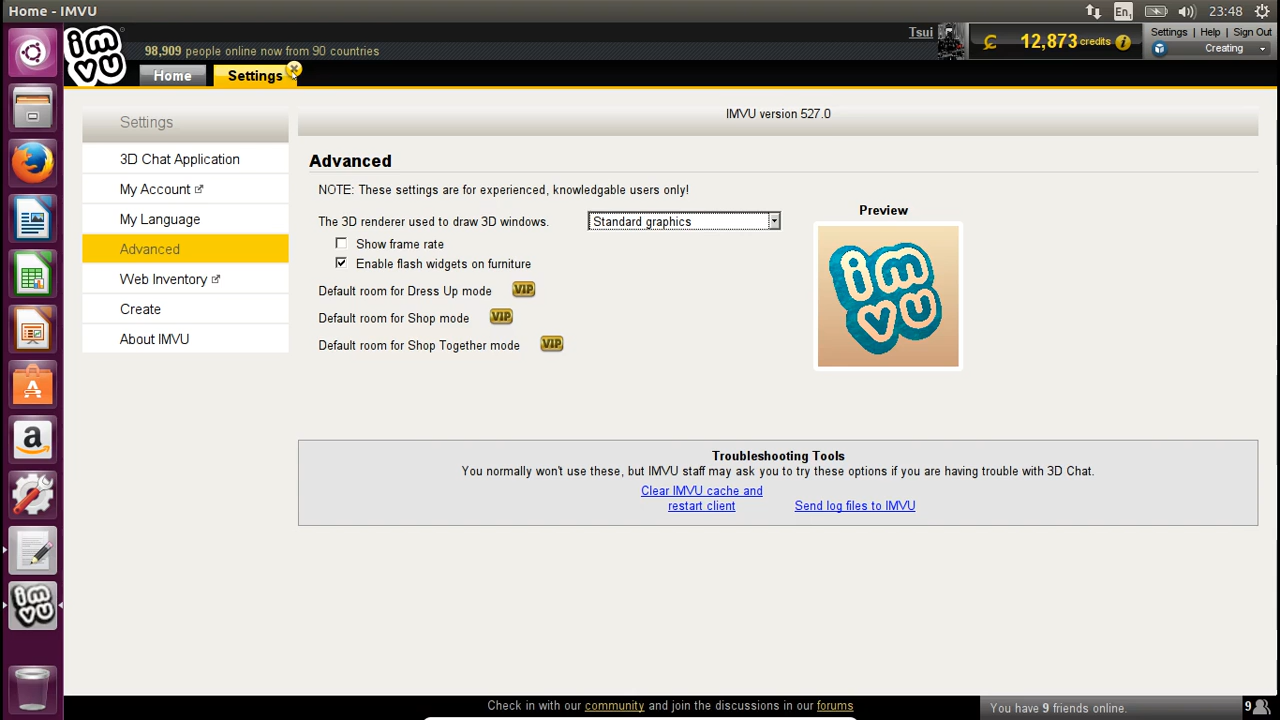 Home - IMVU
En
23:48
imvu
98,909 people online now from 90 countries
Tsui
12,873 credits
Settings | Help | Sign Out
Creating
Home
Settings
Settings
IMVU version 527.0
3D Chat Application
My Account
My Language
Advanced
Web Inventory
Create
About IMVU
Advanced
NOTE: These settings are for experienced, knowledgable users only!
The 3D renderer used to draw 3D windows.
Standard graphics
Show frame rate
Enable flash widgets on furniture
Default room for Dress Up mode VIP
Default room for Shop mode VIP
Default room for Shop Together mode VIP
Preview
imvu
Troubleshooting Tools
You normally won't use these, but IMVU staff may ask you to try these options if you are having trouble with 3D Chat.
Clear IMVU cache and
restart client
Send log files to IMVU
imvu
Check in with our community and join the discussions in our forums
You have 9 friends online.
9